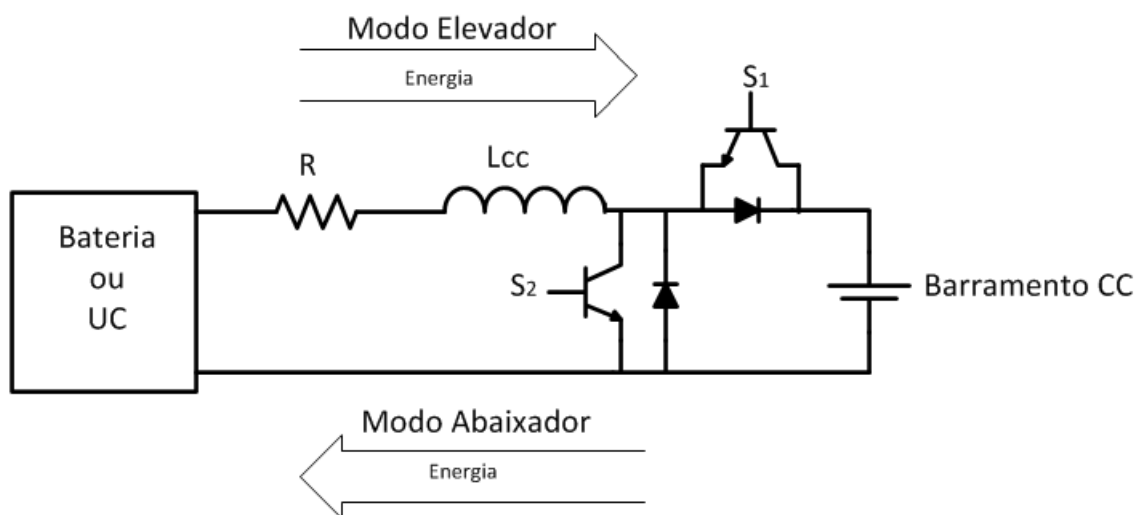 Modo Elevador
Energia
S1
R
Lcc
Bateria
ou
UC
S2
Barramento CC
Modo Abaixador
Energia